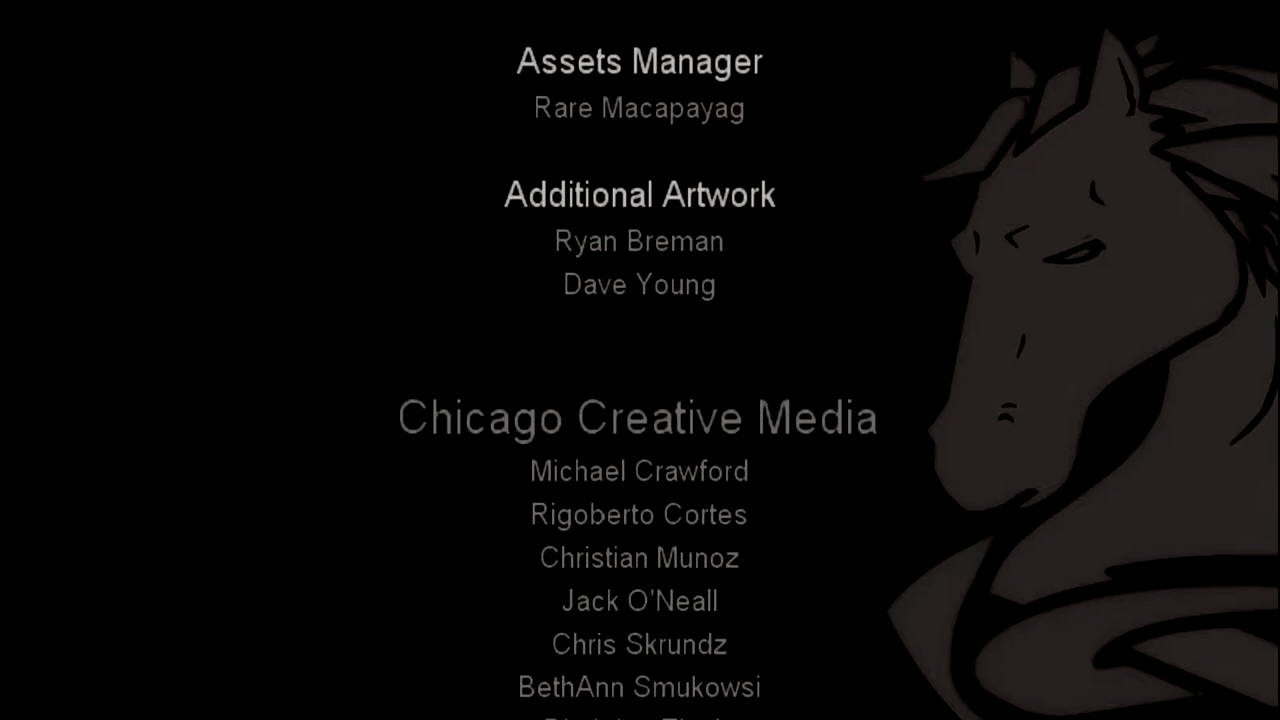 Assets Manager
Rare Macapayag
Additional Artwork
Ryan Breman
Dave Young
Chicago Creative Media
Michael Crawford
Rigoberto Cortes
Christian Munoz
Jack O'Neall
Chris Skrundz
BethAnn Smukowsi